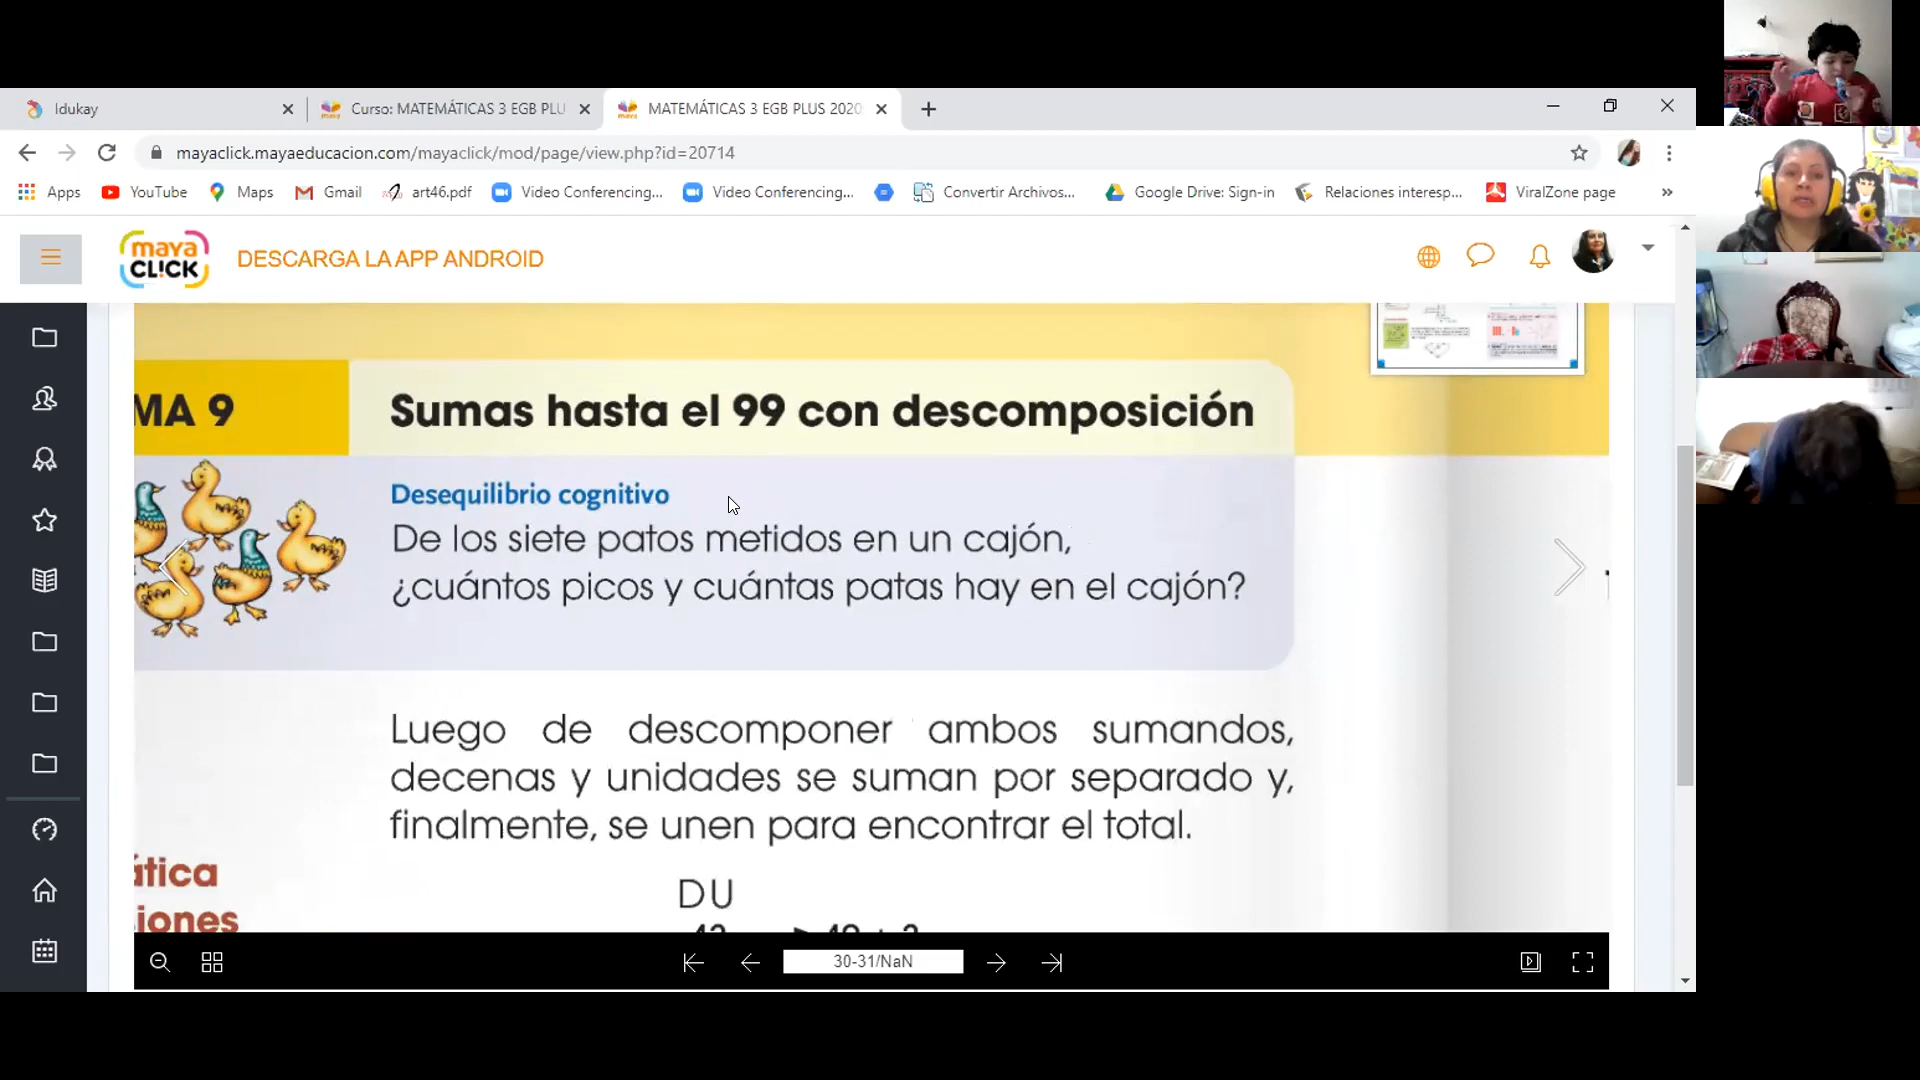 Idukay
Curso: MATEMÁTICAS 3 EGB PLU
MATEMÁTICAS 3 EGB PLUS 2020
mayaclick.mayaeducacion.com/mayaclick/mod/page/view.php?id=20714
Apps
YouTube
Maps
Gmail
art46.pdf
Video Conferencing...
Video Conferencing...
Convertir Archivos...
Google Drive: Sign-in
Relaciones interesp...
ViralZone page
maya
CL!CK
DESCARGA LA APP ANDROID
MA 9
Sumas hasta el 99 con descomposición
Desequilibrio cognitivo
De los siete patos metidos en un cajón,
¿cuántos picos y cuántas patas hay en el cajón?
Luego de descomponer ambos sumandos,
decenas y unidades se suman por separado y,
finalmente, se unen para encontrar el total.
ática
iones
DU
30-31/NaN